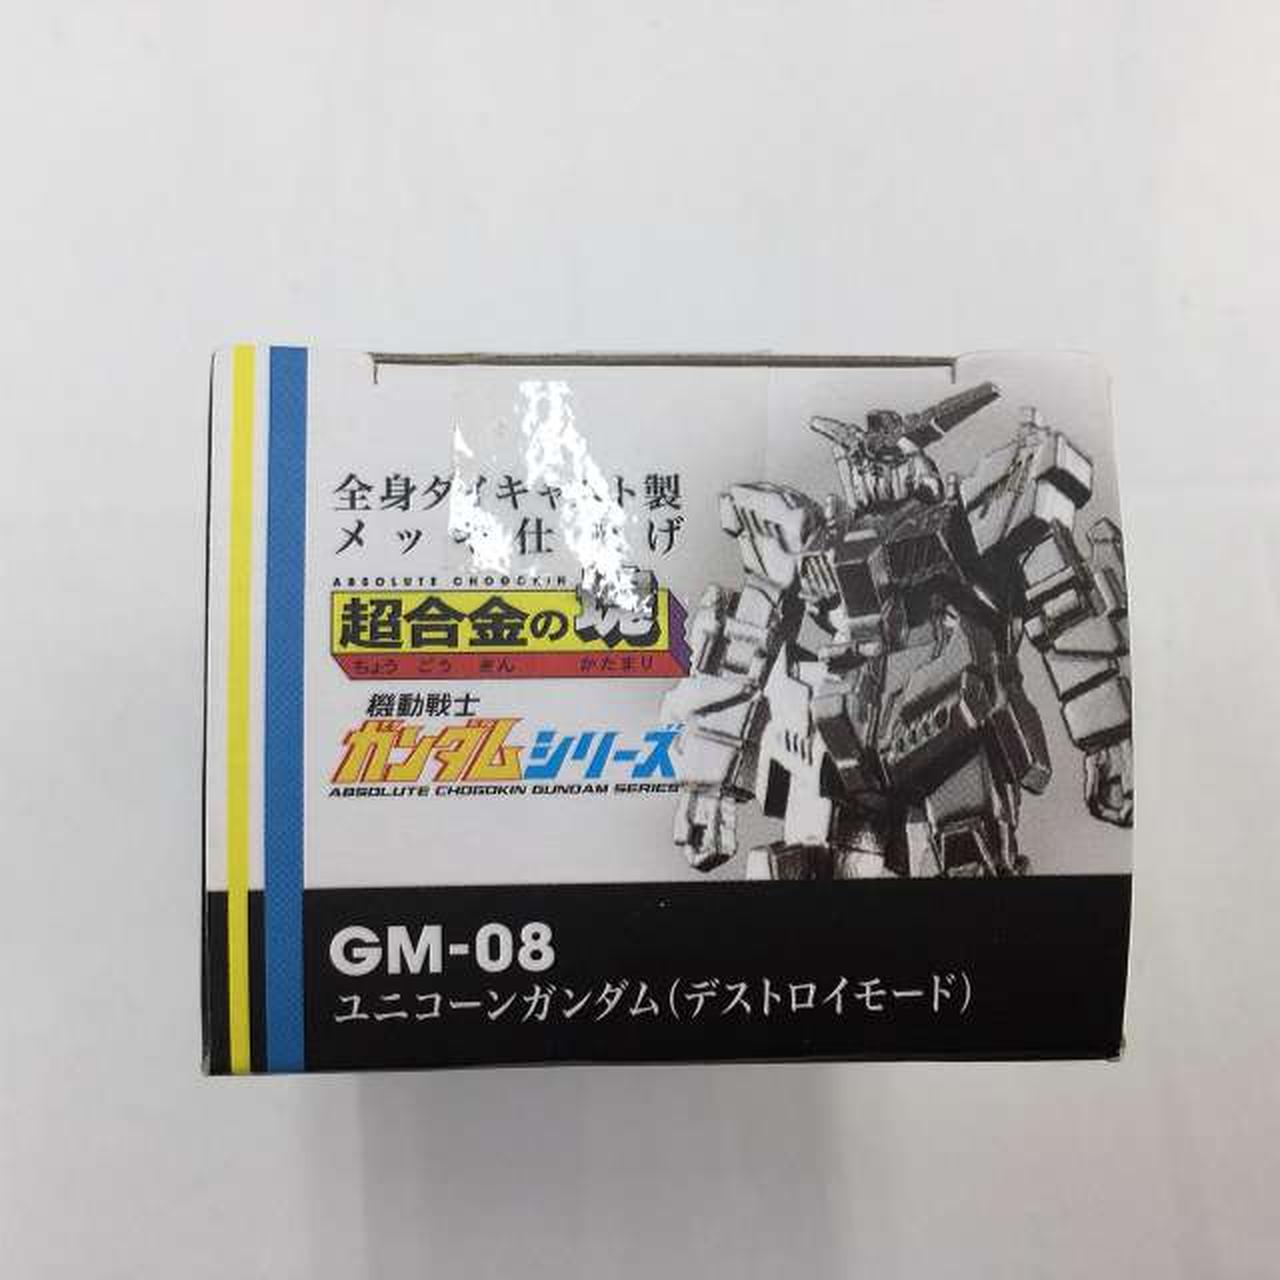 全身ダイキャスト製
メッキ仕上げ
ABSOLUTE CHOGOKIN
超合金の塊
ちょう ごう きん かたまり
機動戦士
ガンダムシリーズ
ABSOLUTE CHOGOKIN GUNDAM SERIES
GM-08
ユニコーンガンダム(デストロイモード)